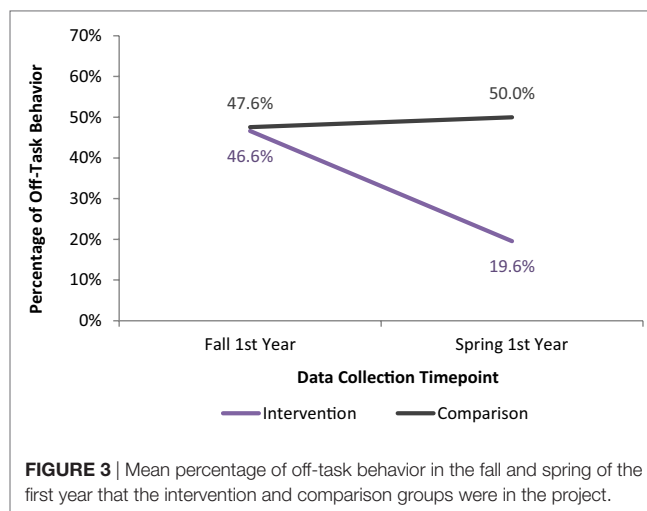 70%
60%
50%
40%
30%
20%
10%
0%
Percentage of Off-Task Behavior
47.6%
50.0%
46.6%
19.6%
Fall 1st Year
Spring 1st Year
Data Collection Timepoint
Intervention
Comparison
FIGURE 3 | Mean percentage of off-task behavior in the fall and spring of the
first year that the intervention and comparison groups were in the project.